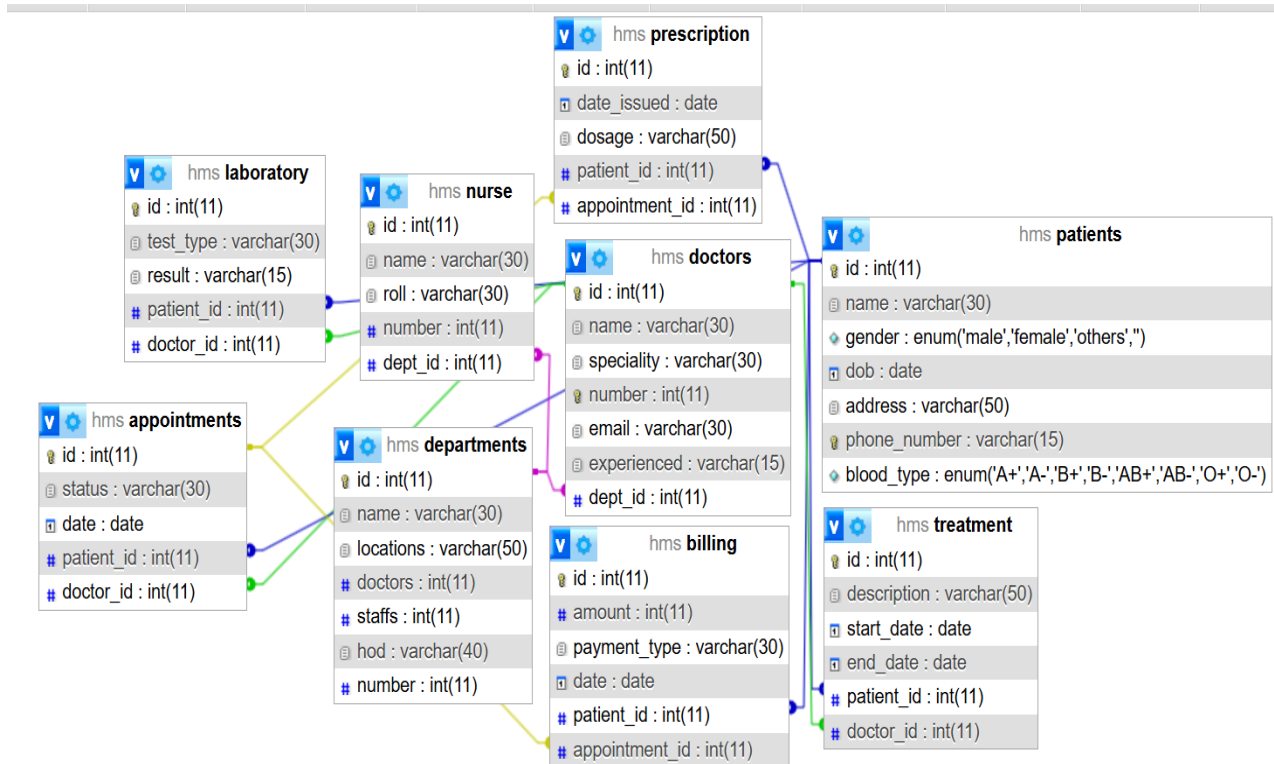 hms prescription
id : int(11)
date_issued : date
dosage : varchar(50)
patient_id : int(11)
appointment_id : int(11)
hms laboratory
id : int(11)
test_type : varchar(30)
result : varchar(15)
patient_id : int(11)
doctor_id : int(11)
hms nurse
id : int(11)
name : varchar(30)
roll : varchar(30)
number : int(11)
dept_id : int(11)
hms doctors
id : int(11)
name : varchar(30)
speciality : varchar(30)
number : int(11)
email : varchar(30)
experienced : varchar(15)
dept_id : int(11)
hms patients
id : int(11)
name : varchar(30)
gender : enum('male','female','others','')
dob : date
address : varchar(50)
phone_number : varchar(15)
blood_type : enum('A+','A-','B+','B-','AB+','AB-','O+','O-')
hms appointments
id : int(11)
status : varchar(30)
date : date
patient_id : int(11)
doctor_id : int(11)
hms departments
id : int(11)
name : varchar(30)
locations : varchar(50)
doctors : int(11)
staffs : int(11)
hod : varchar(40)
number : int(11)
hms billing
id : int(11)
amount : int(11)
payment_type : varchar(30)
date : date
patient_id : int(11)
appointment_id : int(11)
hms treatment
id : int(11)
description : varchar(50)
start_date : date
end_date : date
patient_id : int(11)
doctor_id : int(11)